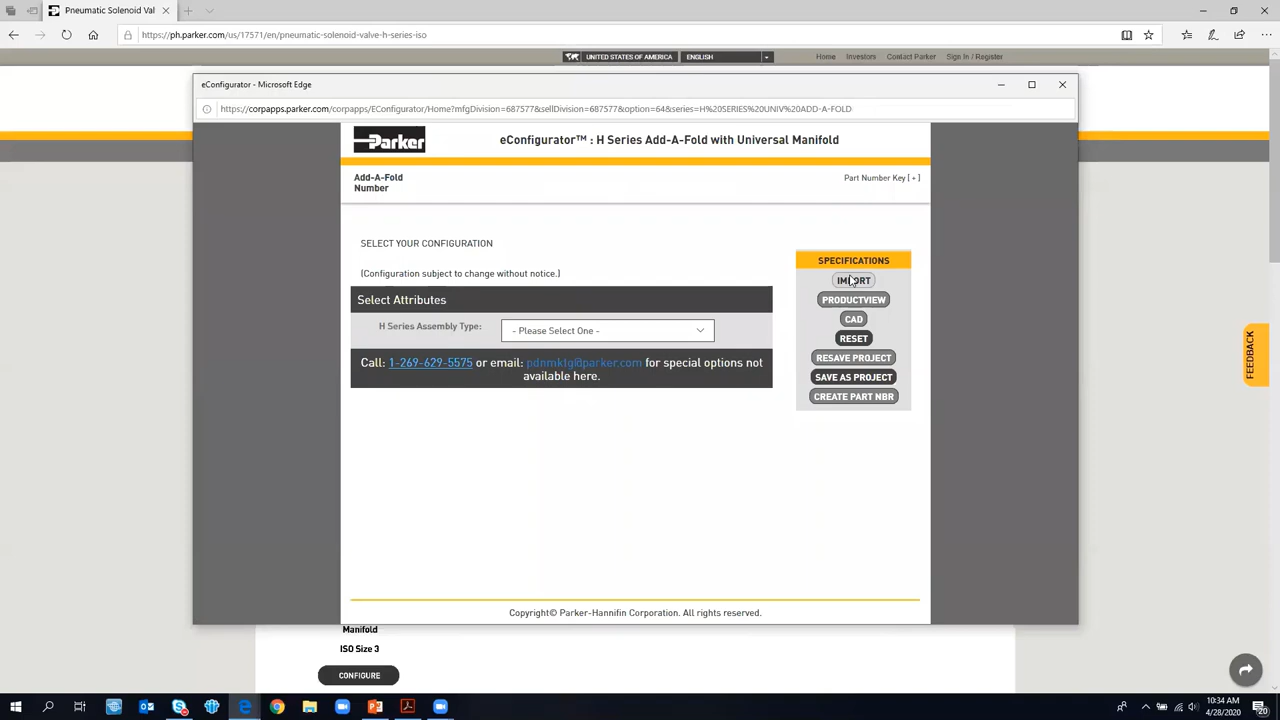 Pneumatic Solenoid Val
https://ph.parker.com/us/17571/en/pneumatic-solenoid-valve-h-series-iso
UNITED STATES OF AMERICA
ENGLISH
Home
Investors
Contact Parker
Sign In / Register
eConfigurator - Microsoft Edge
https://corpapps.parker.com/corpapps/EConfigurator/Home?mfgDivision=687577&sellDivision=687577&option=64&series=H%20SERIES%20UNIV%20ADD-A-FOLD
Parker
eConfigurator™ : H Series Add-A-Fold with Universal Manifold
Add-A-Fold
Number
Part Number Key [ + ]
SELECT YOUR CONFIGURATION
(Configuration subject to change without notice.)
Select Attributes
H Series Assembly Type:
- Please Select One -
Call: 1-269-629-5575 or email: pdnmktg@parker.com for special options not
available here.
SPECIFICATIONS
IMPORT
PRODUCTVIEW
CAD
RESET
RESAVE PROJECT
SAVE AS PROJECT
CREATE PART NBR
FEEDBACK
Copyright© Parker-Hannifin Corporation. All rights reserved.
Manifold
ISO Size 3
CONFIGURE
10:34 AM
4/28/2020
20